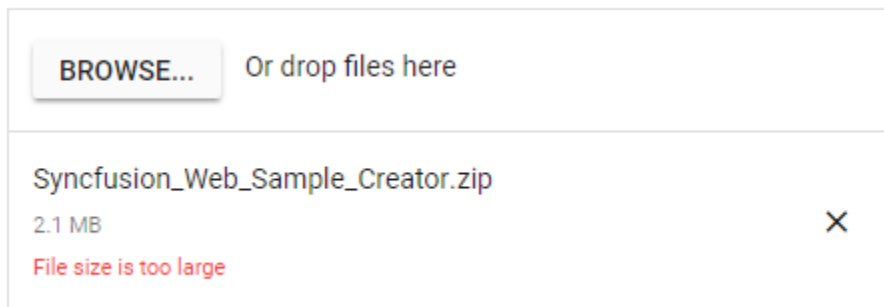 BROWSE... Or drop files here
Syncfusion_Web_Sample_Creator.zip
2.1 MB
File size is too large